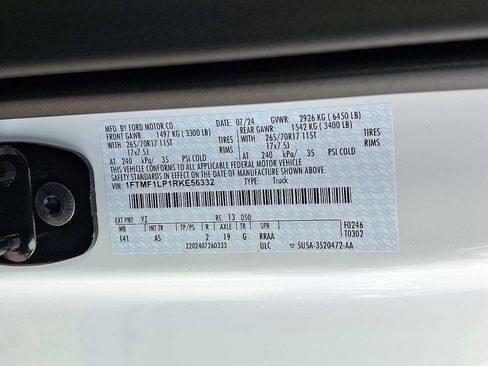 MFD. BY FORD MOTOR CO. DATE: 07/24 GVWR: 2926 KG ( 6450 LB)
FRONT GAWR: 1497 KG ( 3300 LB) REAR GAWR: 1542 KG ( 3400 LB)
WITH 265/70R17 115T TIRES WITH 265/70R17 115T TIRES
17x7.5J RIMS 17x7.5J RIMS
AT 240 kPa/ 35 PSI COLD AT 240 kPa/ 35 PSI COLD
THIS VEHICLE CONFORMS TO ALL APPLICABLE FEDERAL MOTOR VEHICLE
SAFETY STANDARDS IN EFFECT ON THE DATE OF MANUFACTURE SHOWN ABOVE.
VIN: 1FTMF1LP1RKE56332 TYPE: Truck
EXT PNT: YZ RC: 13 DSO: F0246
WB INT TR TP/PS R AXLE TR SPR T0302
141 AS 2 19 G RRAA
2202407260333 ULC 5U5A-3520472-AA